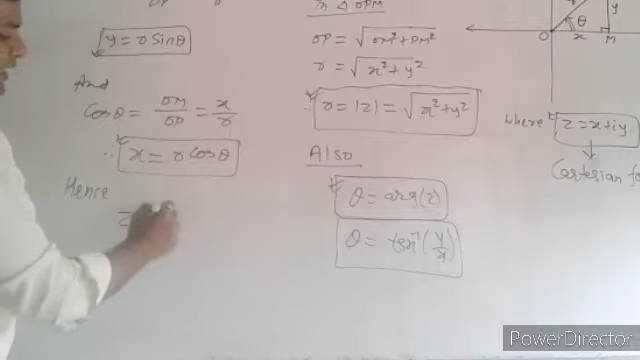 y = r sinθ
And
Cosθ = OM/OP = x/r
∴ x = r cosθ
Hence
Z =
In △ OPM
OP = √OM²+PM²
r = √x²+y²
∴ r = |z| = √x²+y²
Also
θ = arg(z)
θ = tan⁻¹(y/x)
y
θ
O
x
M
where z = x+iy
↓
Cartesian fo
PowerDirector